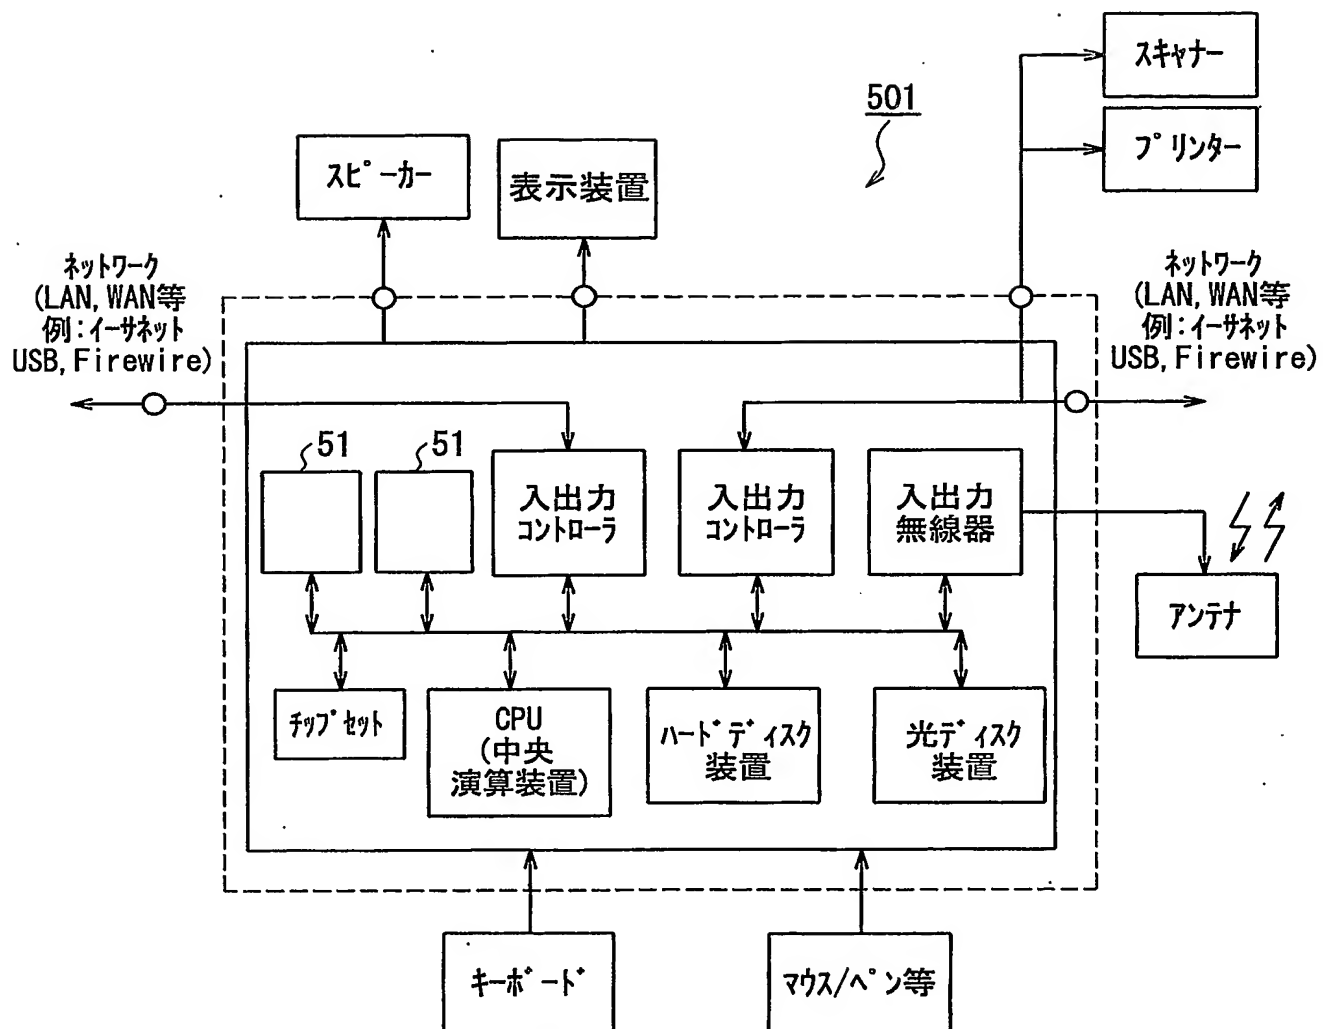 スキャナー
501
プリンター
スピーカー
表示装置
ネットワーク
(LAN, WAN等
例:イーサネット
USB, Firewire)
ネットワーク
(LAN, WAN等
例:イーサネット
USB, Firewire)
51
51
入出力
コントローラ
入出力
コントローラ
入出力
無線器
アンテナ
チップセット
CPU
(中央
演算装置)
ハードディスク
装置
光ディスク
装置
キーボード
マウス/ペン等